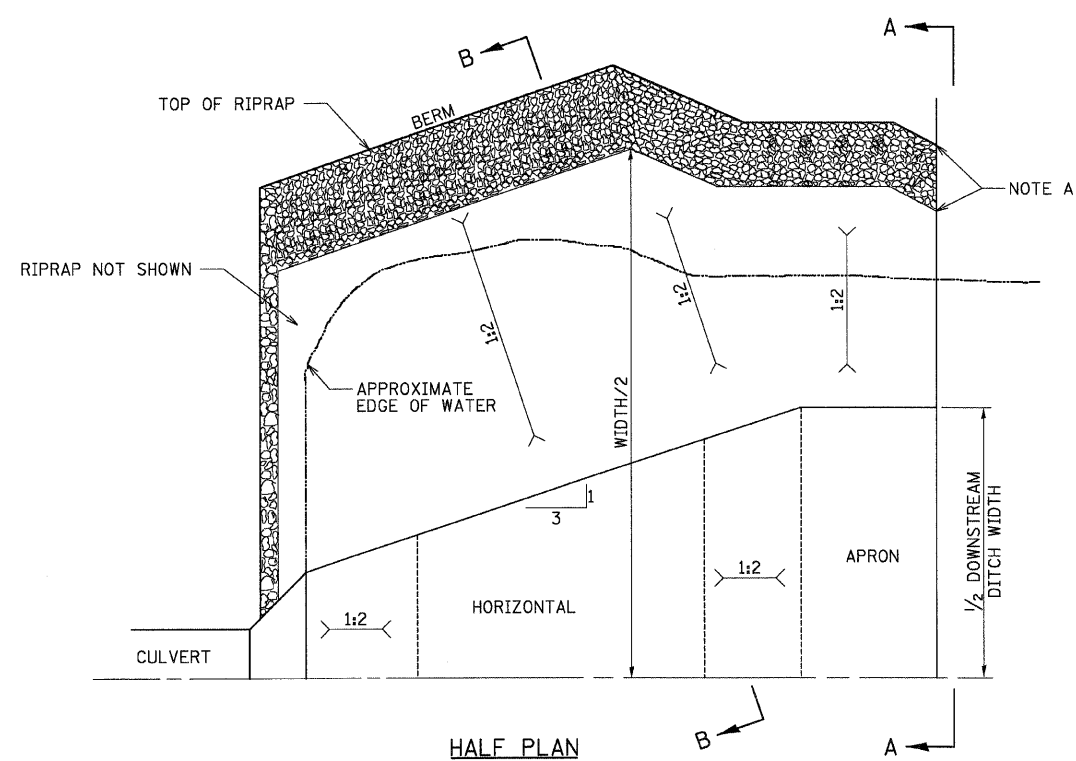 A
B
TOP OF RIPRAP
BERM
NOTE A
RIPRAP NOT SHOWN
1:2
1:2
1:2
APPROXIMATE
EDGE OF WATER
WIDTH/2
1
3
1/2 DOWNSTREAM
DITCH WIDTH
APRON
1:2
HORIZONTAL
1:2
CULVERT
B
A
HALF PLAN